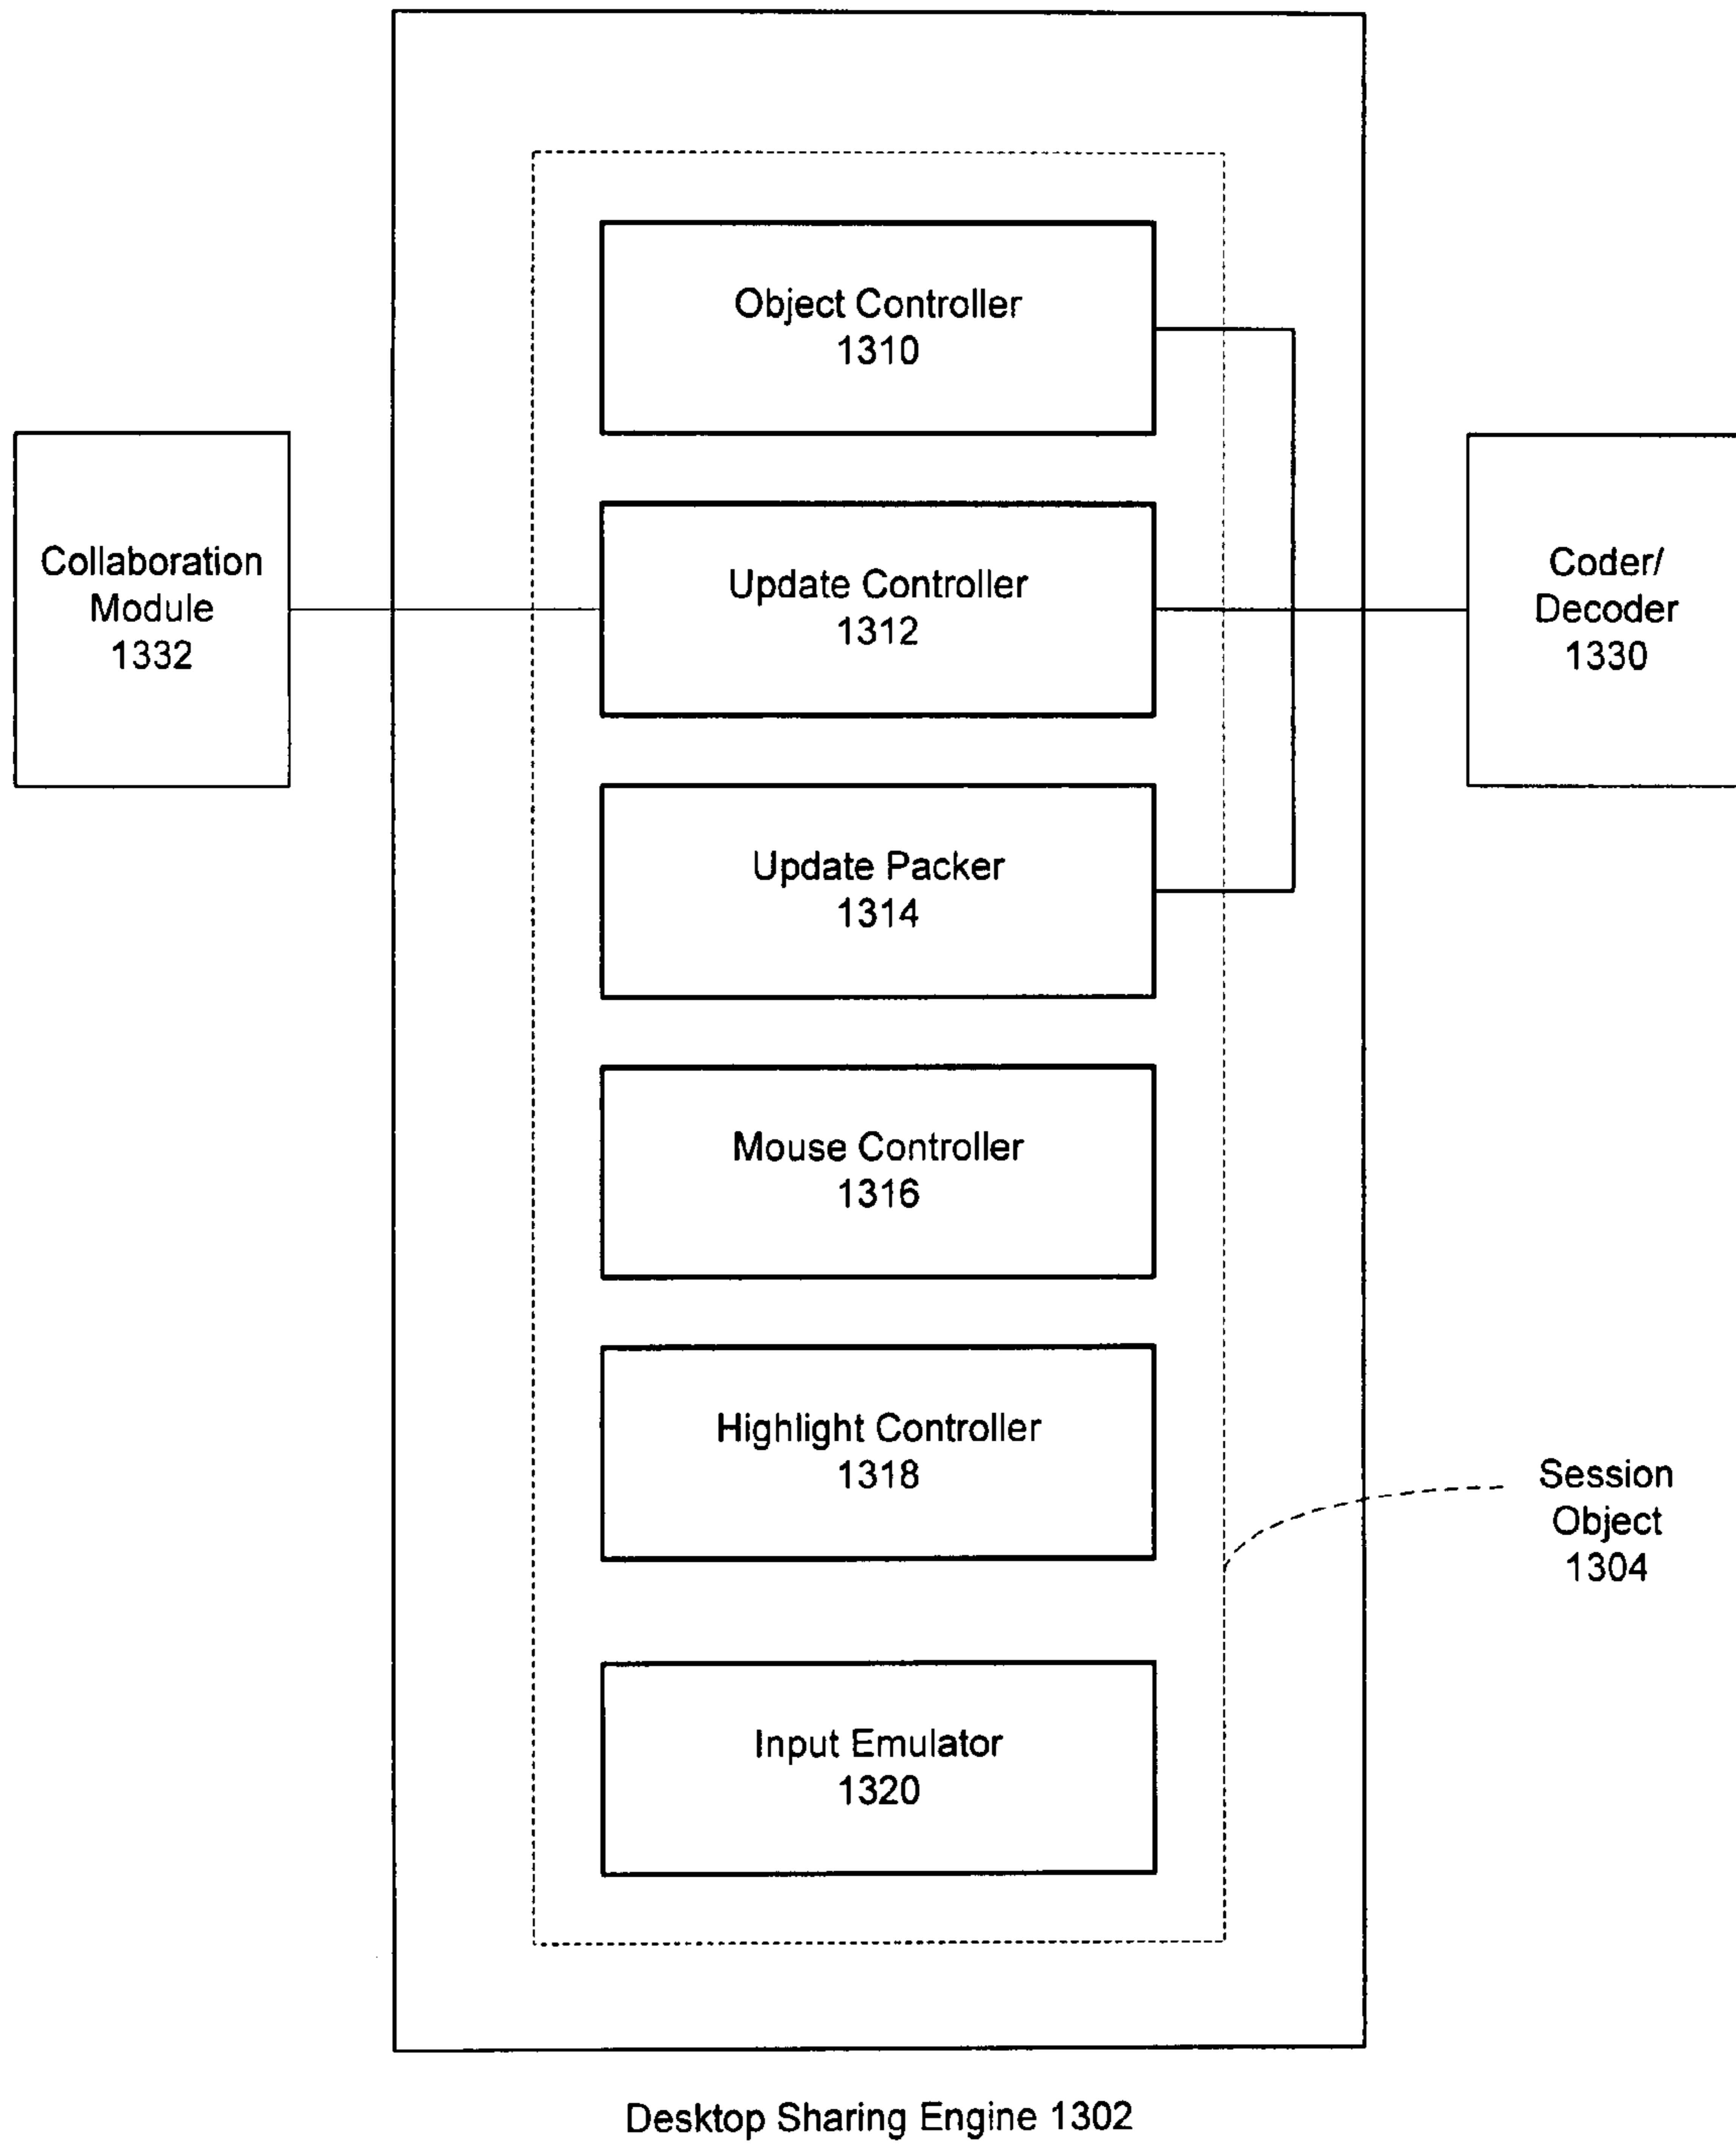 Object Controller
1310
Collaboration
Module
1332
Update Controller
1312
Coder/
Decoder
1330
Update Packer
1314
Mouse Controller
1316
Highlight Controller
1318
Session
Object
1304
Input Emulator
1320
Desktop Sharing Engine 1302